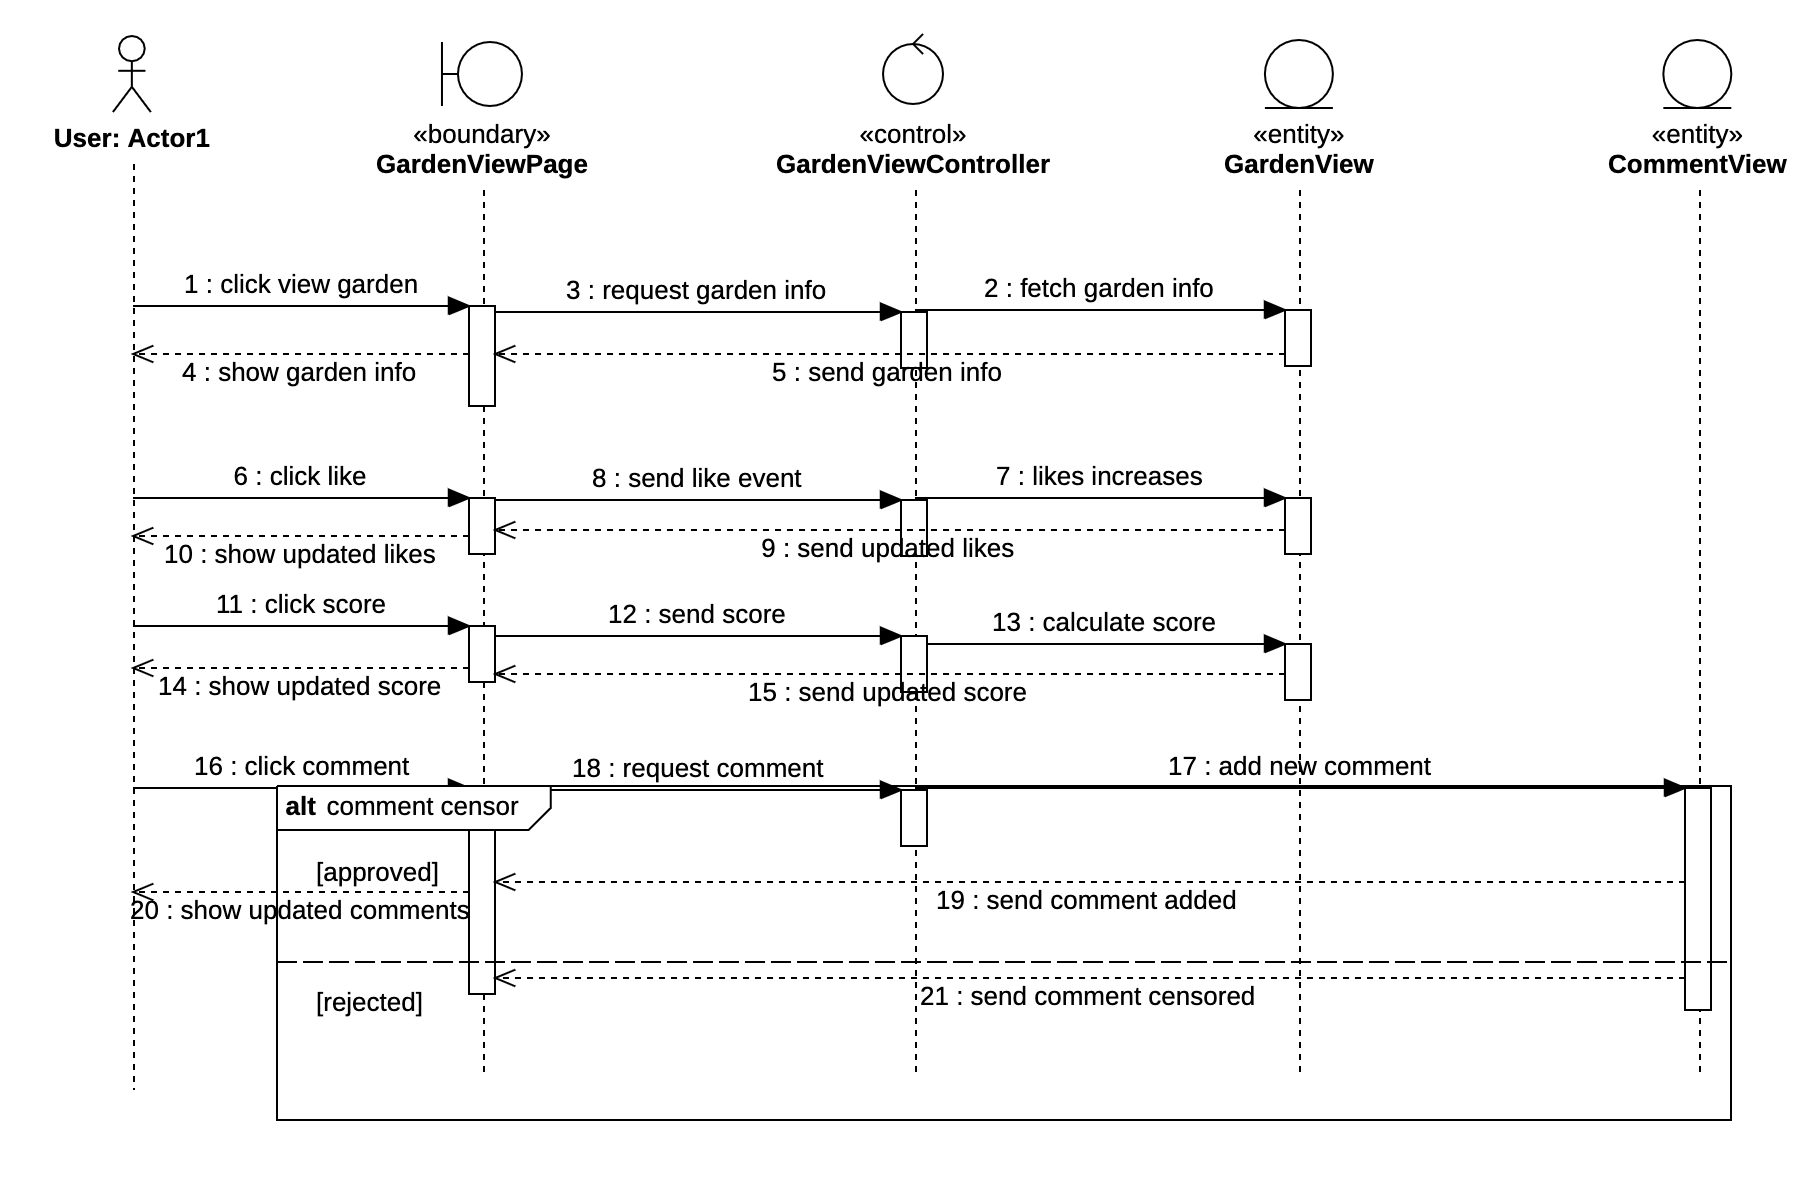 User: Actor1
«boundary»
GardenViewPage
«control»
GardenViewController
«entity»
GardenView
«entity»
CommentView
1 : click view garden
3 : request garden info
2 : fetch garden info
4 : show garden info
5 : send garden info
6 : click like
8 : send like event
7 : likes increases
10 : show updated likes
9 : send updated likes
11 : click score
12 : send score
13 : calculate score
14 : show updated score
15 : send updated score
16 : click comment
18 : request comment
17 : add new comment
alt comment censor
[approved]
20 : show updated comments
19 : send comment added
[rejected]
21 : send comment censored